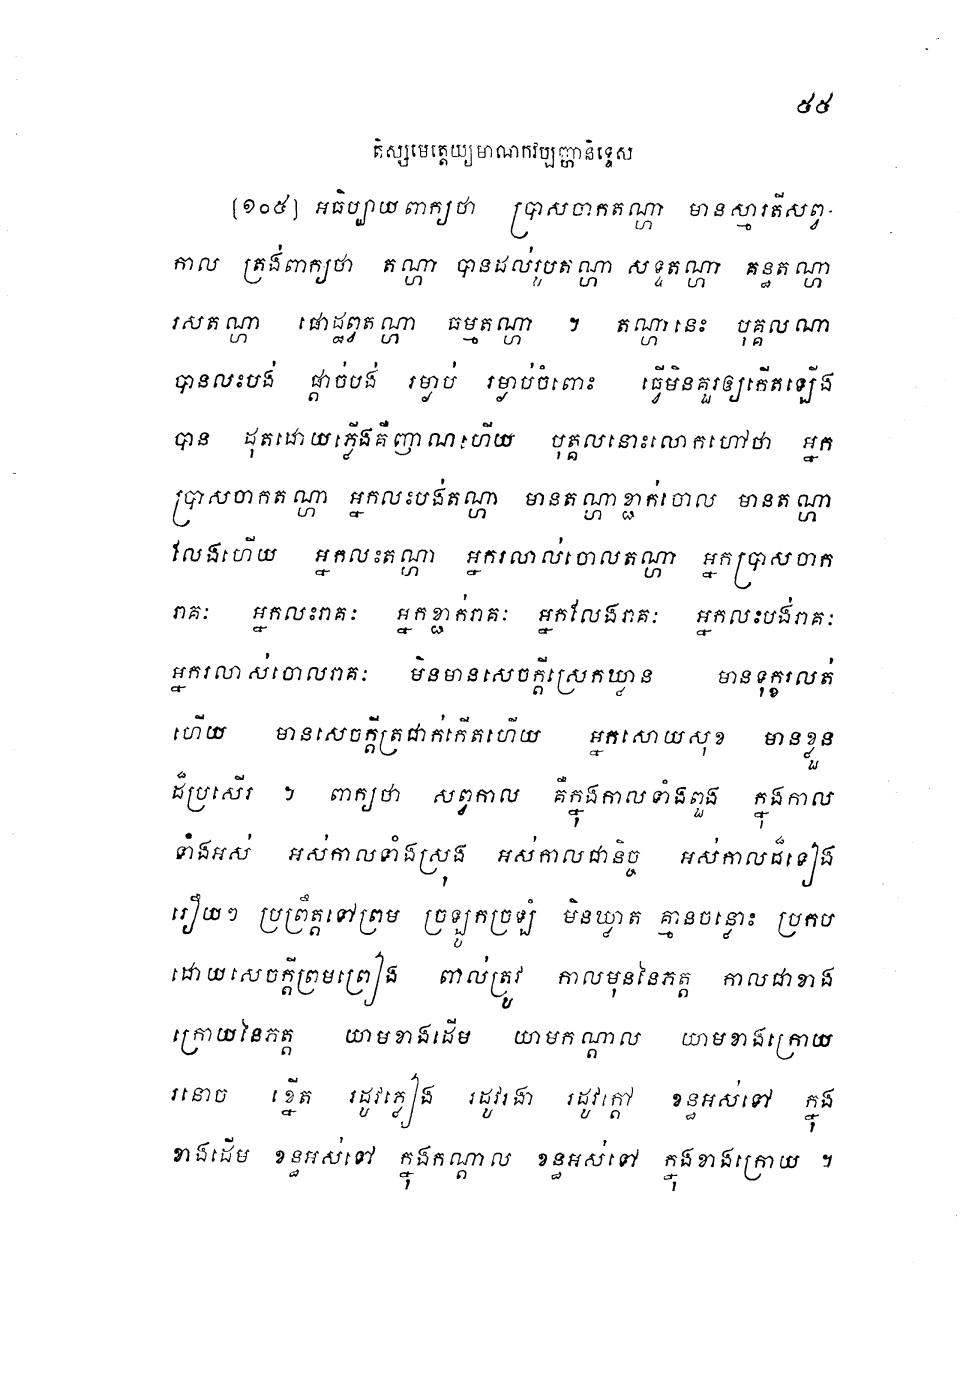 ៥៥
តិស្សមេត្តេយ្យមាណកវប្បញ្ហានិទ្ទេស
[១០៥] អធិប្បាយពាក្យថា ប្រាសចាកតណ្ហា មានស្មារតីសព្វ-
កាល ត្រង់ពាក្យថា តណ្ហា បានដល់រូបតណ្ហា សទ្ទតណ្ហា គន្ធតណ្ហា
រសតណ្ហា ផោដ្ឋព្វតណ្ហា ធម្មតណ្ហា ។ តណ្ហានេះ បុគ្គលណា
បានលះបង់ ផ្តាច់បង់ រម្ងាប់ រម្ងាប់ចំពោះ ធ្វើមិនគួរឲ្យកើតឡើង
បាន ដុតដោយភ្លើងគឺញាណហើយ បុគ្គលនោះលោកហៅថា អ្នក
ប្រាសចាកតណ្ហា អ្នកលះបង់តណ្ហា មានតណ្ហាខ្ជាក់ចោល មានតណ្ហា
លែងហើយ អ្នកលះតណ្ហា អ្នករលាស់ចោលតណ្ហា អ្នកប្រាសចាក
រាគៈ អ្នកលះរាគៈ អ្នកខ្ជាក់រាគៈ អ្នកលែងរាគៈ អ្នកលះបង់រាគៈ
អ្នករលាស់ចោលរាគៈ មិនមានសេចក្តីស្រេកឃ្លាន មានទុក្ខរលត់
ហើយ មានសេចក្តីត្រជាក់កើតហើយ អ្នកសោយសុខ មានខ្លួន
ដ៏ប្រសើរ ។ ពាក្យថា សព្វកាល គឺក្នុងកាលទាំងពួង ក្នុងកាល
ទាំងអស់ អស់កាលទាំងស្រុង អស់កាលជានិច្ច អស់កាលដ៏ទៀង
រឿយៗ ប្រព្រឹត្តទៅព្រម ច្រឡូកច្រឡំ មិនឃ្លាត គ្មានចន្លោះ ប្រកប
ដោយសេចក្តីព្រមព្រៀង ពាល់ត្រូវ កាលមុននៃភត្ត កាលជាខាង
ក្រោយនៃភត្ត យាមខាងដើម យាមកណ្តាល យាមខាងក្រោយ
រនោច ខ្នើត រដូវភ្លៀង រដូវរងា រដូវក្តៅ ខន្ធអស់ទៅ ក្នុង
ខាងដើម ខន្ធអស់ទៅ ក្នុងកណ្តាល ខន្ធអស់ទៅ ក្នុងខាងក្រោយ ។